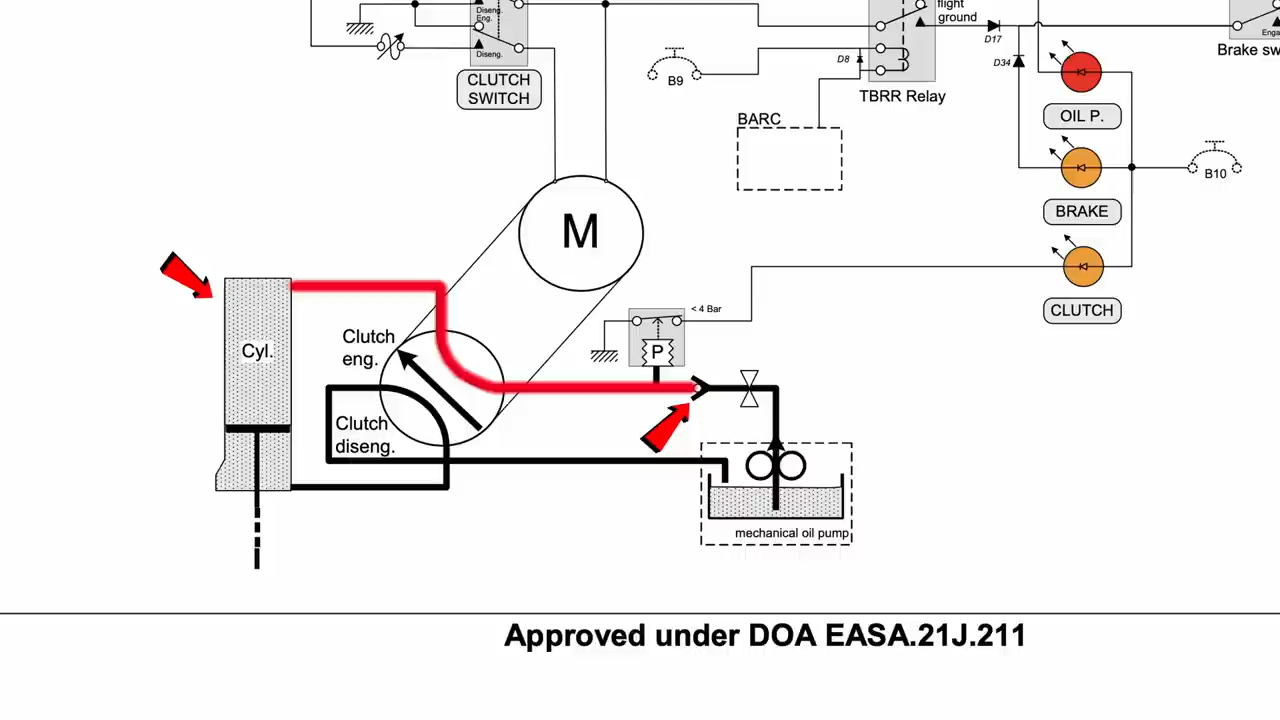 Diseng.
Eng.
flight
ground
Diseng.
D17
Enga
Brake sw
D8
D34
B9
CLUTCH
SWITCH
TBRR Relay
OIL P.
BARC
B10
BRAKE
M
CLUTCH
< 4 Bar
Clutch
eng.
Cyl.
P
Clutch
diseng.
mechanical oil pump
Approved under DOA EASA.21J.211